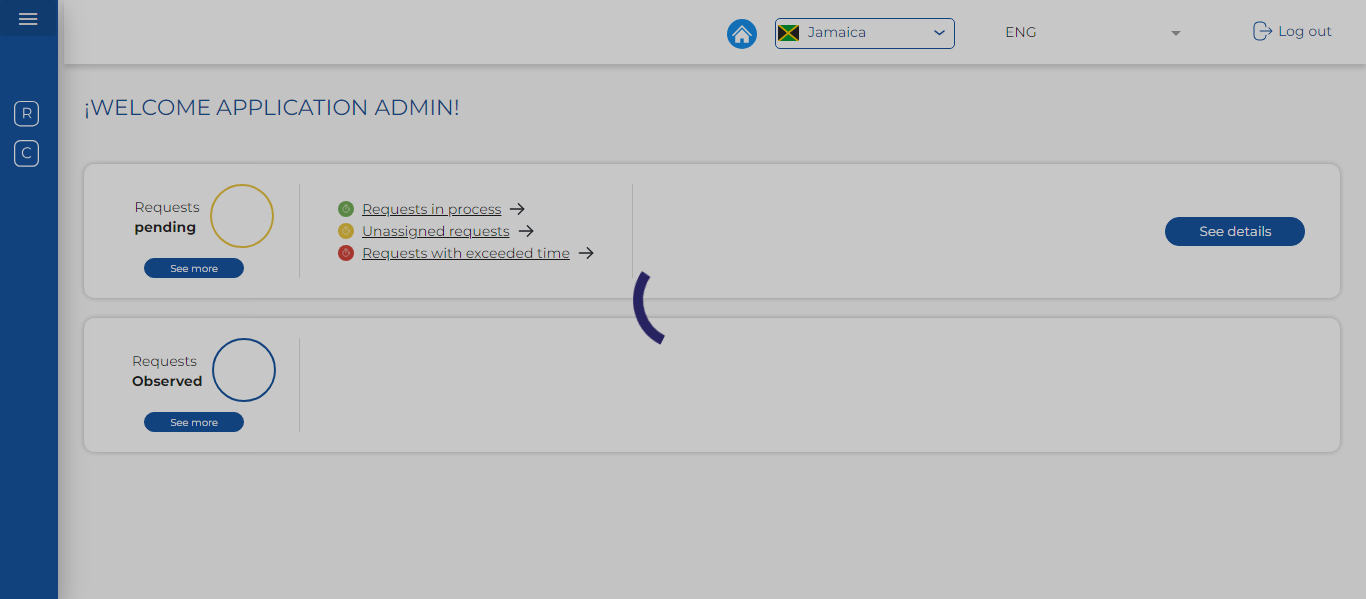 Jamaica
ENG
Log out
R
C
¡WELCOME APPLICATION ADMIN!
Requests
pending
See more
Requests in process
Unassigned requests
Requests with exceeded time
See details
Requests
Observed
See more